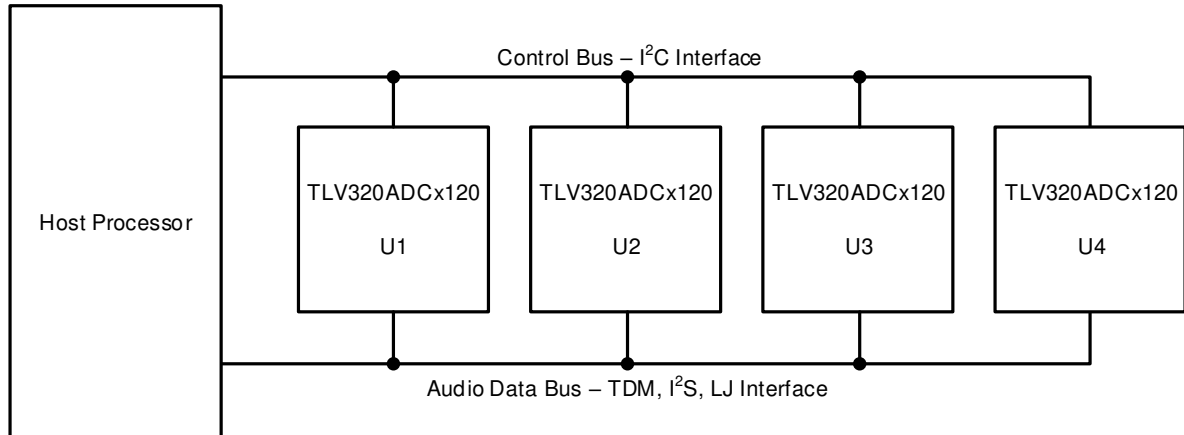 Control Bus – I²C Interface
Host Processor
TLV320ADCx120
U1
TLV320ADCx120
U2
TLV320ADCx120
U3
TLV320ADCx120
U4
Audio Data Bus – TDM, I²S, LJ Interface